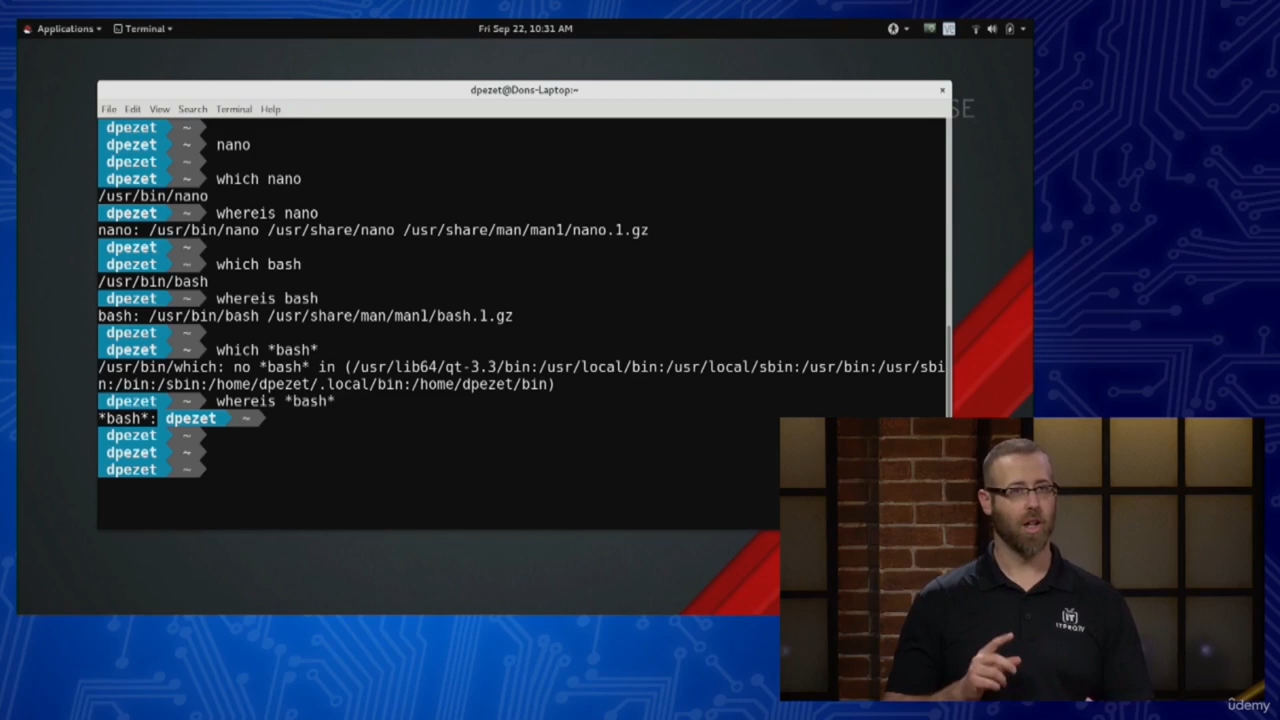 Applications ▾ Terminal ▾ Fri Sep 22, 10:31 AM
dpezet@Dons-Laptop:~ ×
File Edit View Search Terminal Help
SE
dpezet ~
dpezet ~ nano
dpezet ~
dpezet ~ which nano
/usr/bin/nano
dpezet ~ whereis nano
nano: /usr/bin/nano /usr/share/nano /usr/share/man/man1/nano.1.gz
dpezet ~
dpezet ~ which bash
/usr/bin/bash
dpezet ~ whereis bash
bash: /usr/bin/bash /usr/share/man/man1/bash.1.gz
dpezet ~
dpezet ~ which *bash*
/usr/bin/which: no *bash* in (/usr/lib64/qt-3.3/bin:/usr/local/bin:/usr/local/sbin:/usr/bin:/usr/sbi
n:/bin:/sbin:/home/dpezet/.local/bin:/home/dpezet/bin)
dpezet ~ whereis *bash*
*bash*: dpezet ~
dpezet ~
dpezet ~
dpezet ~
iT
ITPROTV
ûdemy